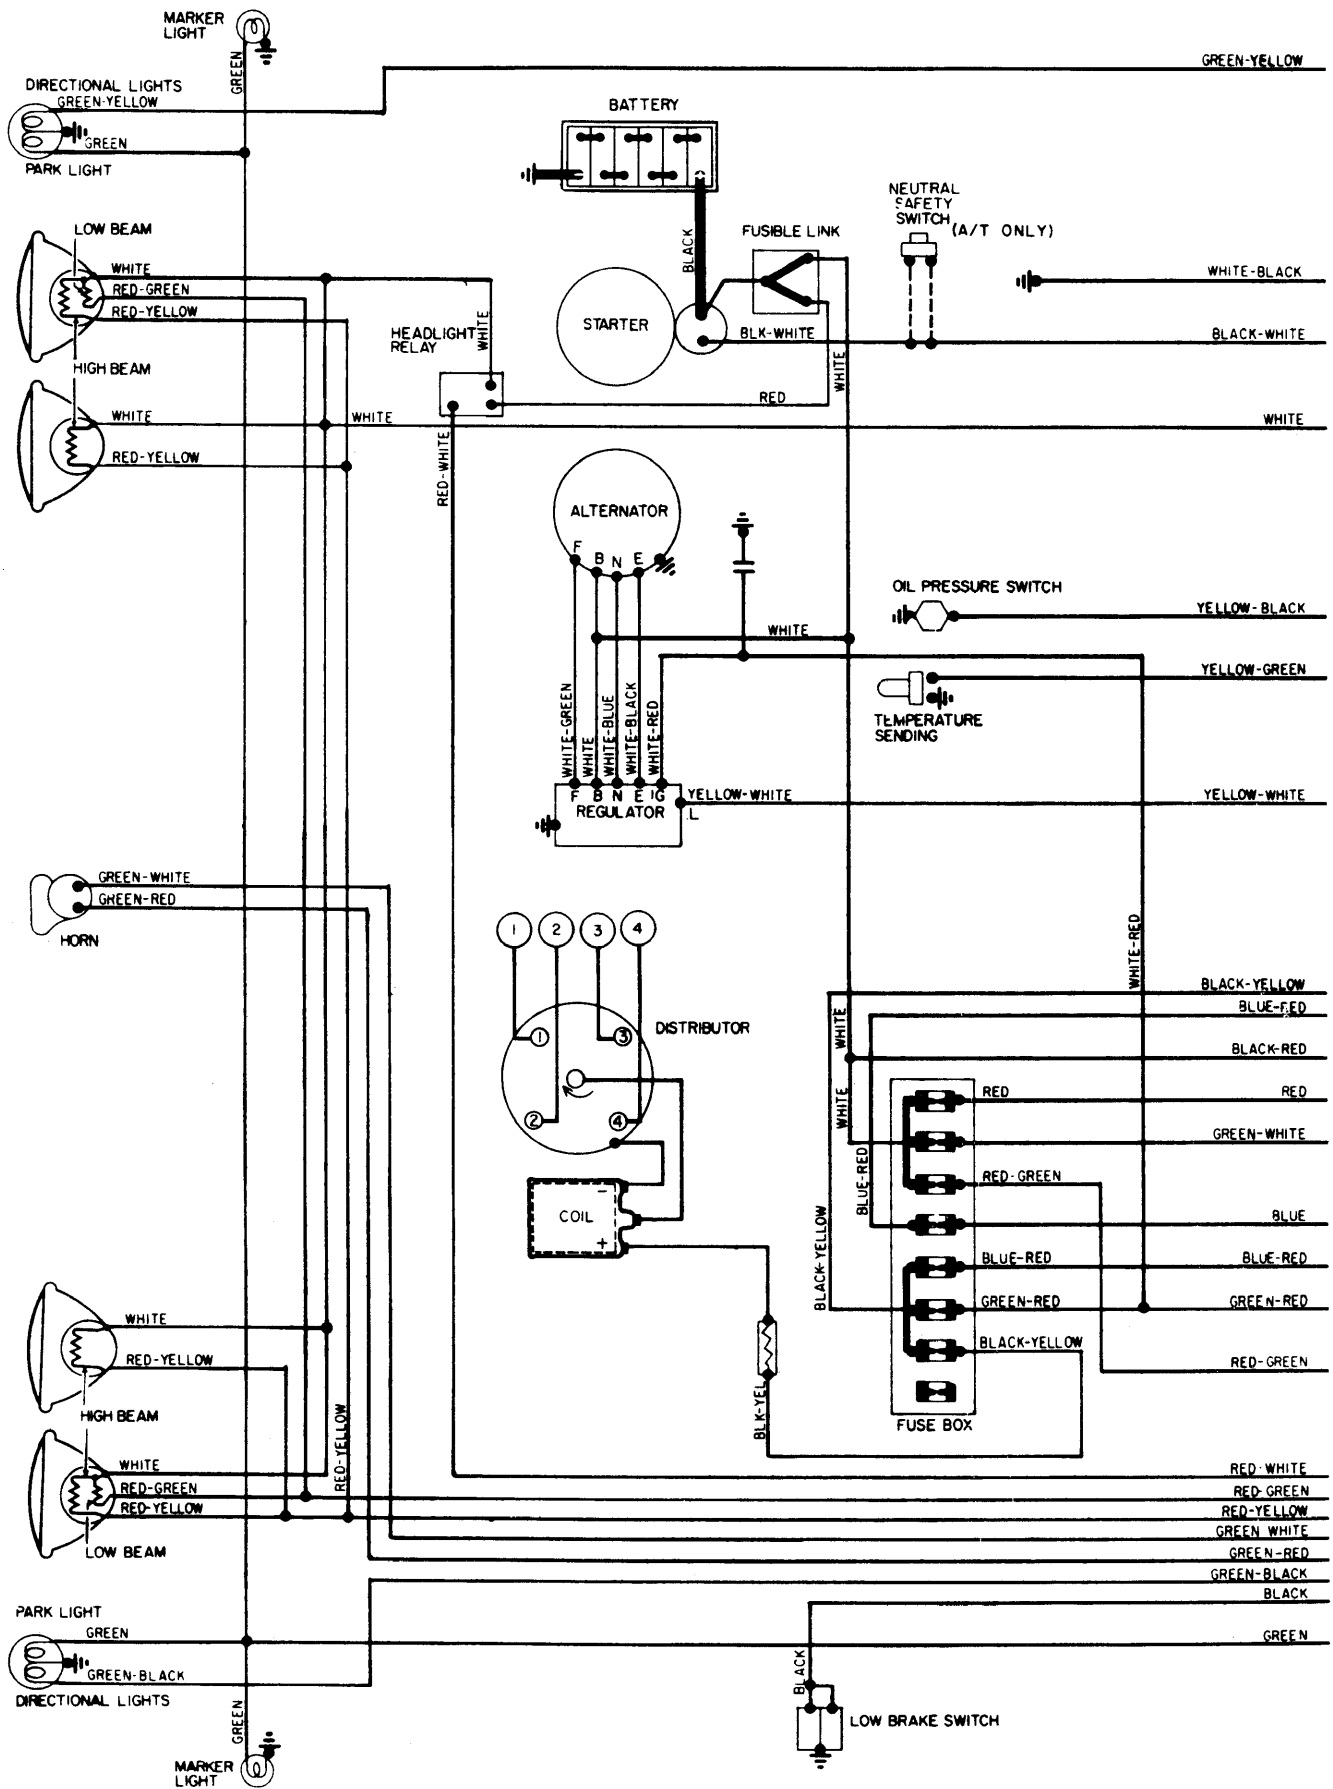 MARKER
LIGHT
GREEN
DIRECTIONAL LIGHTS
GREEN-YELLOW
GREEN
PARK LIGHT
GREEN-YELLOW
BATTERY
BLACK
NEUTRAL
SAFETY
SWITCH
(A/T ONLY)
FUSIBLE LINK
LOW BEAM
WHITE
RED-GREEN
RED-YELLOW
HIGH BEAM
WHITE
WHITE
RED-YELLOW
HEADLIGHT
RELAY
WHITE
RED-WHITE
STARTER
BLK-WHITE
WHITE
RED
WHITE-BLACK
BLACK-WHITE
WHITE
ALTERNATOR
F
B
N
E
WHITE
WHITE-GREEN
WHITE
WHITE-BLUE
WHITE-BLACK
WHITE-RED
F B N E IG
REGULATOR
L
YELLOW-WHITE
OIL PRESSURE SWITCH
YELLOW-BLACK
YELLOW-GREEN
TEMPERATURE
SENDING
YELLOW-WHITE
GREEN-WHITE
GREEN-RED
HORN
1
2
3
4
DISTRIBUTOR
1
3
2
4
COIL
-
+
BLK-YEL
WHITE-RED
BLACK-YELLOW
BLUE-RED
WHITE
BLACK-RED
WHITE
RED
RED
GREEN-WHITE
BLUE-RED
RED-GREEN
BLACK-YELLOW
BLUE
BLUE-RED
BLUE-RED
GREEN-RED
GREEN-RED
BLACK-YELLOW
RED-GREEN
FUSE BOX
WHITE
RED-YELLOW
HIGH BEAM
RED-YELLOW
WHITE
RED-GREEN
RED-YELLOW
LOW BEAM
RED-WHITE
RED-GREEN
RED-YELLOW
GREEN WHITE
GREEN-RED
GREEN-BLACK
BLACK
GREEN
PARK LIGHT
GREEN
GREEN-BLACK
DIRECTIONAL LIGHTS
GREEN
MARKER
LIGHT
BLACK
LOW BRAKE SWITCH